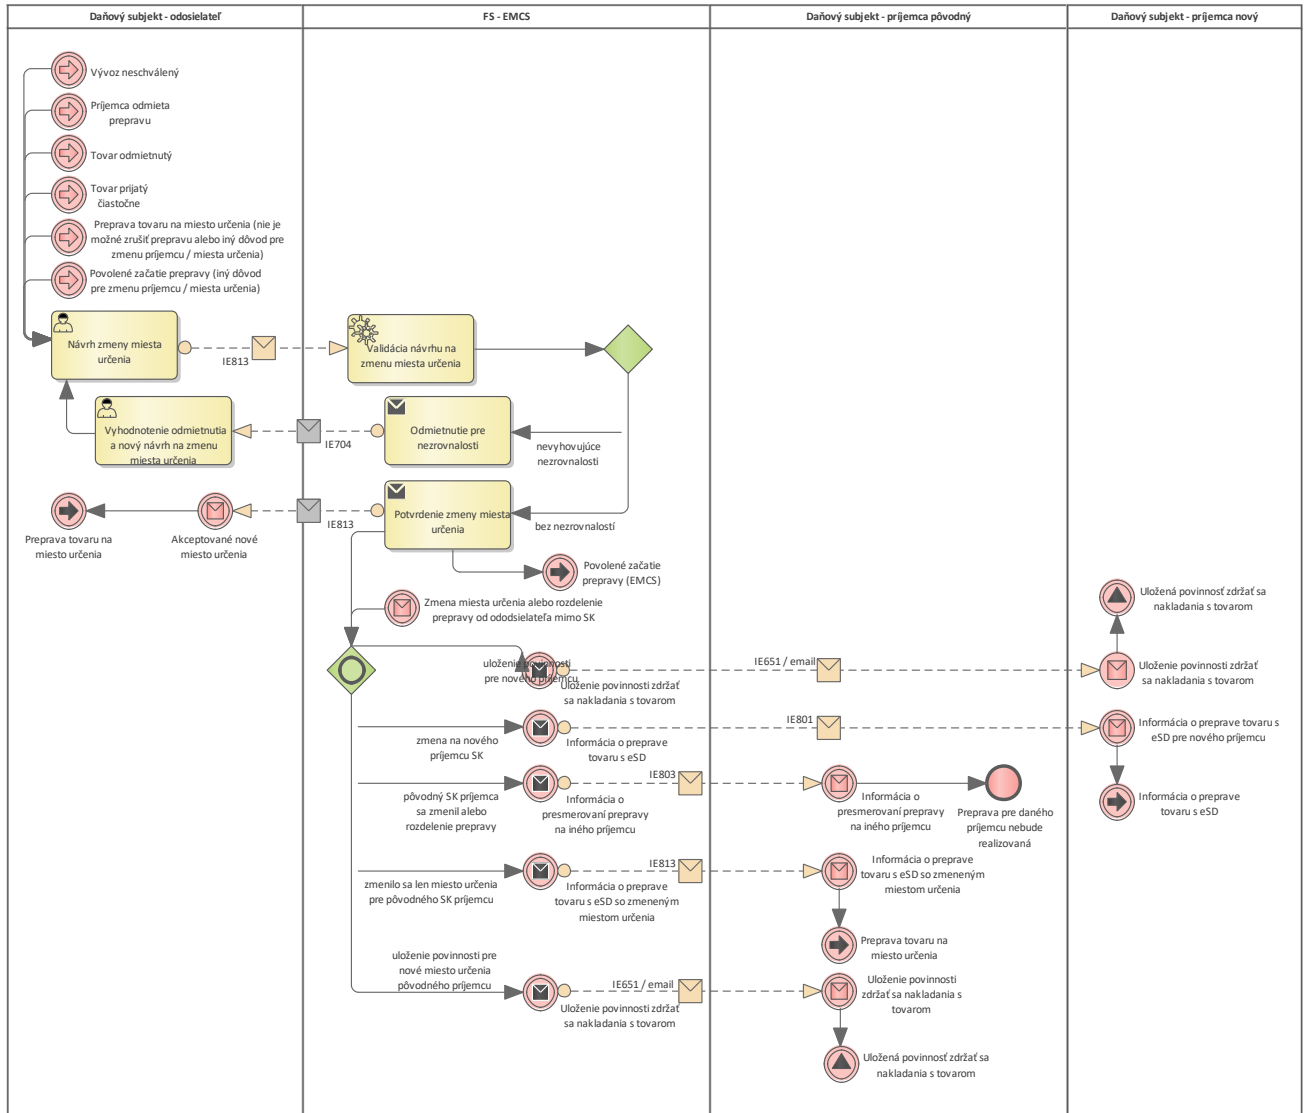 Daňový subjekt - odosielateľ
FS - EMCS
Daňový subjekt - príjemca pôvodný
Daňový subjekt - príjemca nový
Vývoz neschválený
Príjemca odmieta
prepravu
Tovar odmietnutý
Tovar prijatý
čiastočne
Preprava tovaru na miesto určenia (nie je
možné zrušiť prepravu alebo iný dôvod pre
zmenu príjemcu / miesta určenia)
Povolené začatie prepravy (iný dôvod
pre zmenu príjemcu / miesta určenia)
Návrh zmeny miesta
určenia
IE813
Validácia návrhu na
zmenu miesta určenia
Vyhodnotenie odmietnutia
a nový návrh na zmenu
miesta určenia
IE704
Odmietnutie pre
nezrovnalosti
nevyhovujúce
nezrovnalosti
Preprava tovaru na
miesto určenia
Akceptované nové
miesto určenia
IE813
Potvrdenie zmeny miesta
určenia
bez nezrovnalostí
Povolené začatie
prepravy (EMCS)
Zmena miesta určenia alebo rozdelenie
prepravy od ododsielateľa mimo SK
uloženie povinnosti
pre nového príjemcu
Uloženie povinnosti zdržať
sa nakladania s tovarom
IE651 / email
Uložená povinnosť zdržať sa
nakladania s tovarom
Uloženie povinnosti zdržať
sa nakladania s tovarom
zmena na nového
príjemcu SK
Informácia o preprave
tovaru s eSD
IE801
Informácia o preprave tovaru s
eSD pre nového príjemcu
Informácia o preprave
tovaru s eSD
pôvodný SK príjemca
sa zmenil alebo
rozdelenie prepravy
Informácia o
presmerovaní prepravy
na iného príjemcu
IE803
Informácia o
presmerovaní prepravy
na iného príjemcu
Preprava pre daného
príjemcu nebude
realizovaná
zmenilo sa len miesto určenia
pre pôvodného SK príjemcu
Informácia o preprave
tovaru s eSD so zmeneným
miestom určenia
IE813
Informácia o preprave
tovaru s eSD so zmeneným
miestom určenia
Preprava tovaru na
miesto určenia
uloženie povinnosti pre
nové miesto určenia
pôvodného príjemcu
Uloženie povinnosti zdržať
sa nakladania s tovarom
IE651 / email
Uloženie povinnosti
zdržať sa nakladania s
tovarom
Uložená povinnosť zdržať sa
nakladania s tovarom